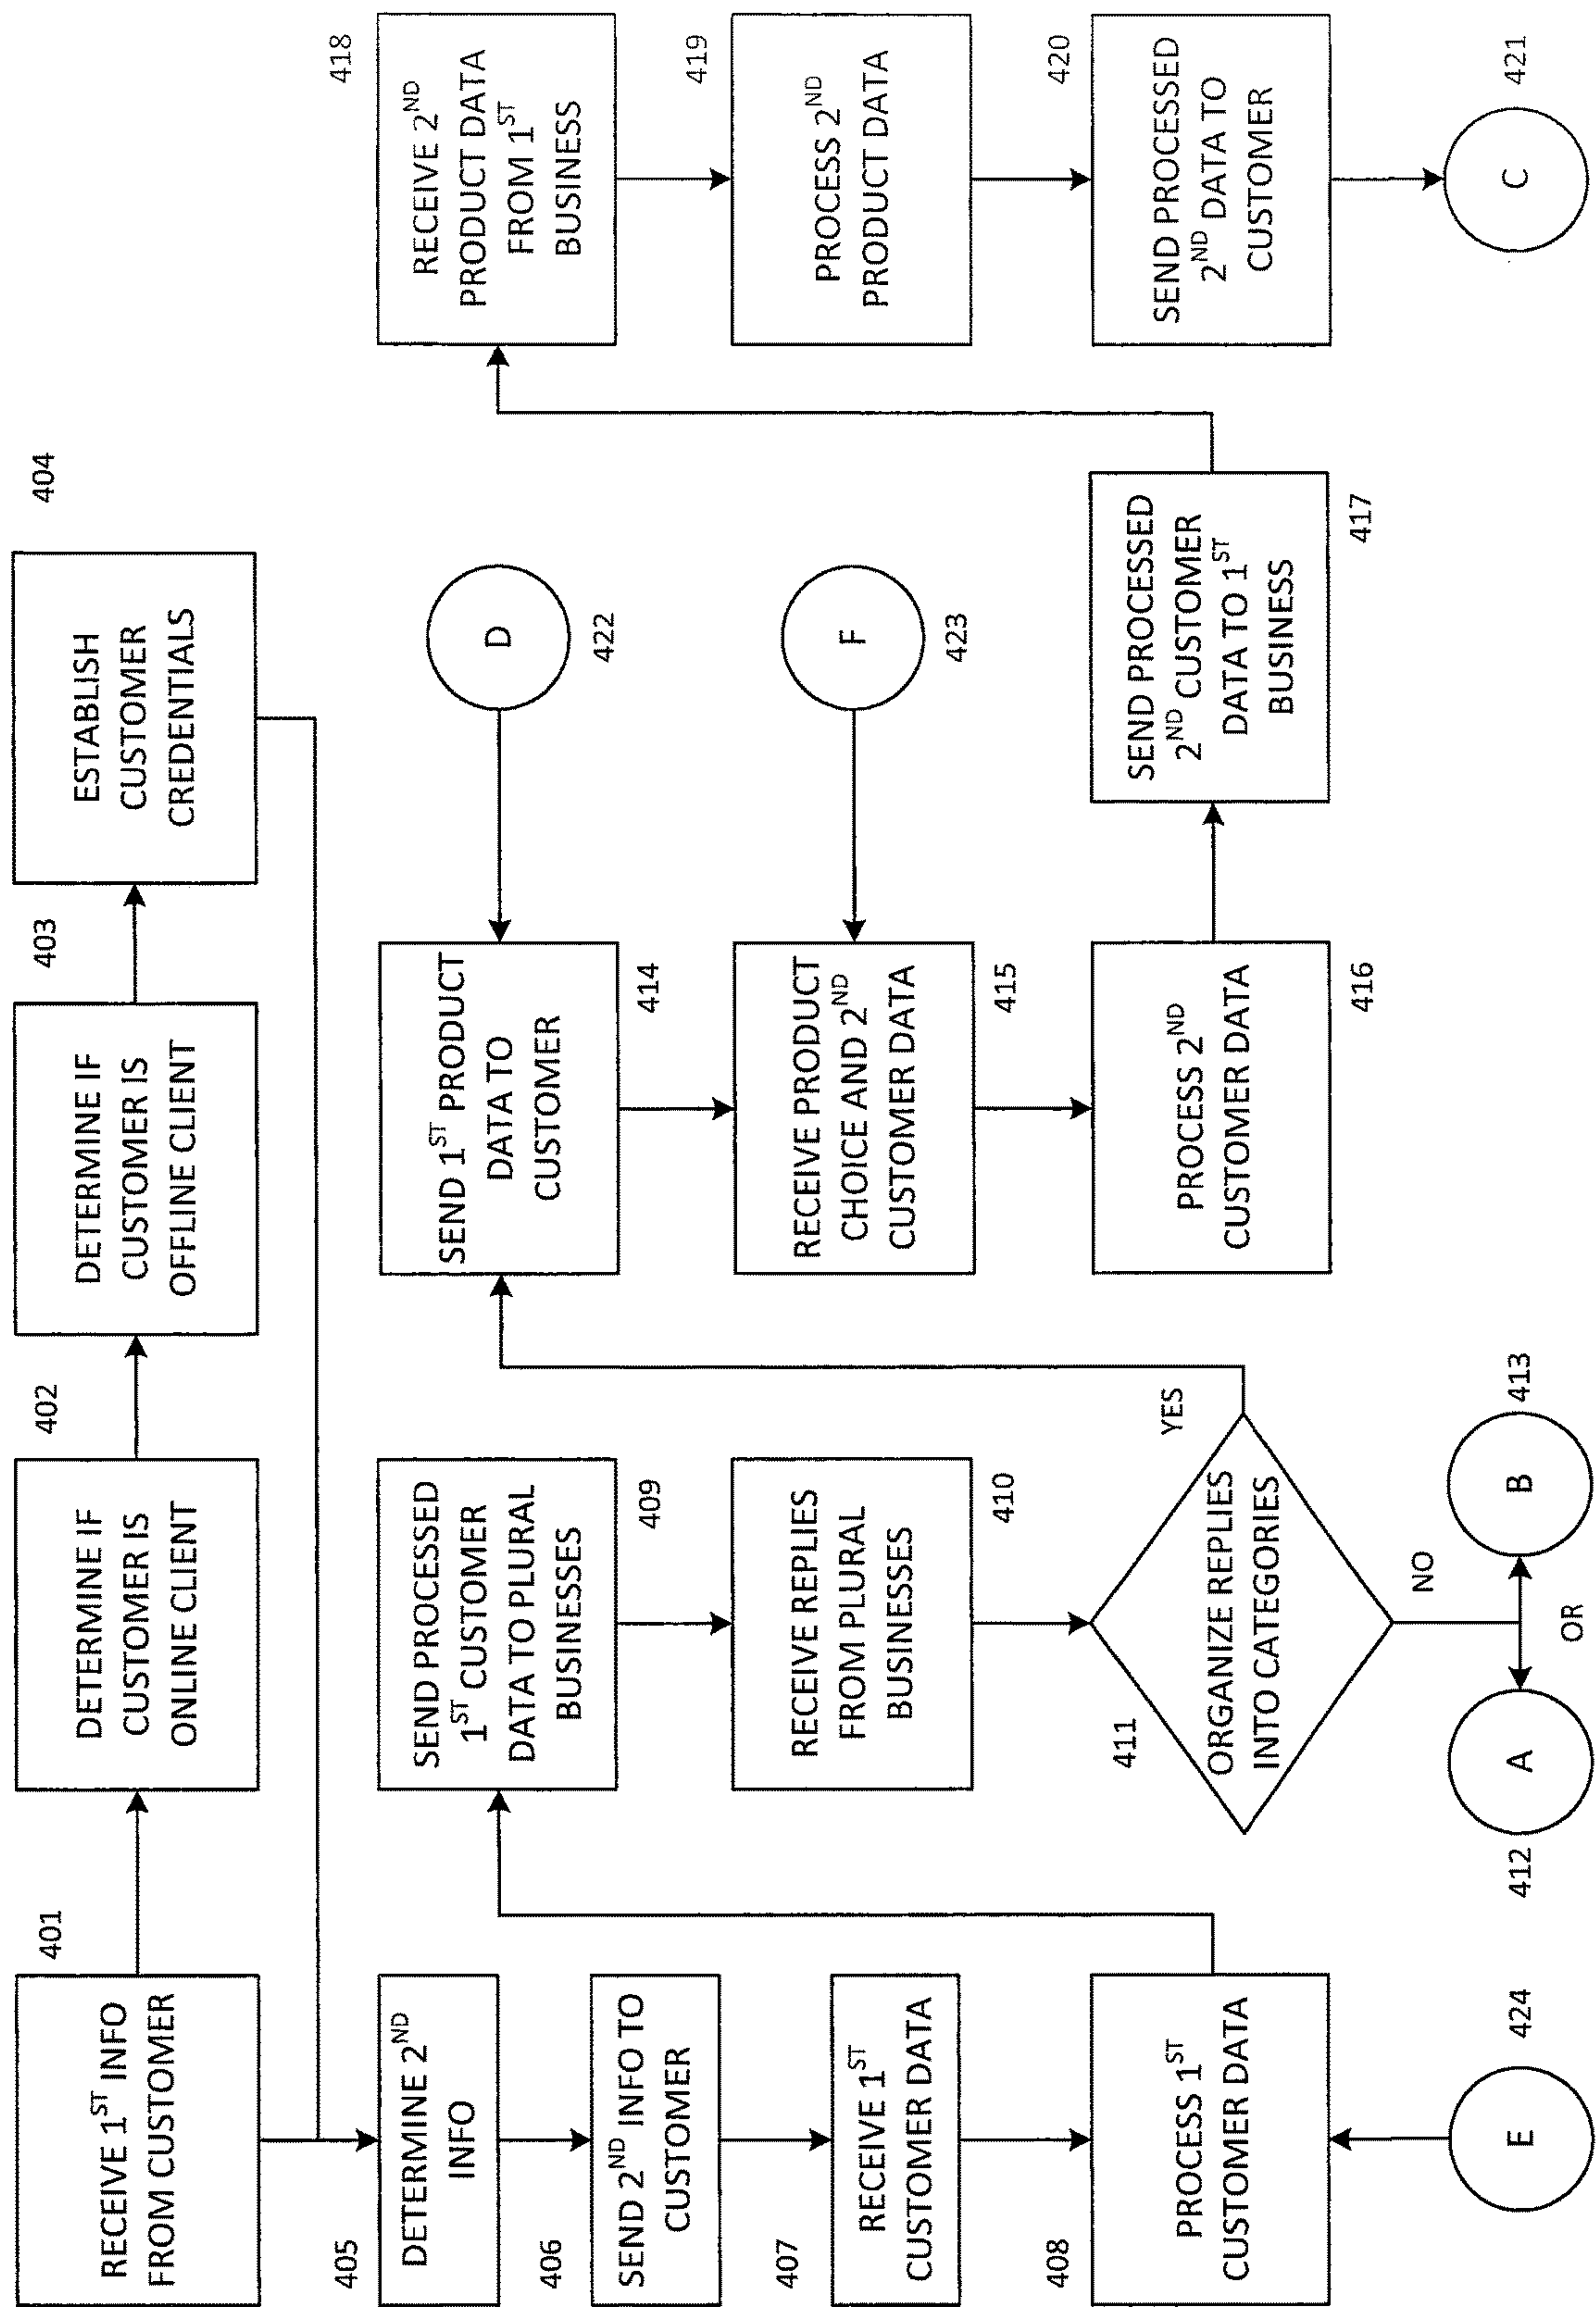 401
RECEIVE 1ST INFO
FROM CUSTOMER
402
DETERMINE IF
CUSTOMER IS
ONLINE CLIENT
403
DETERMINE IF
CUSTOMER IS
OFFLINE CLIENT
404
ESTABLISH
CUSTOMER
CREDENTIALS
405
DETERMINE 2ND
INFO
406
SEND 2ND INFO TO
CUSTOMER
407
RECEIVE 1ST
CUSTOMER DATA
408
PROCESS 1ST
CUSTOMER DATA
E
424
SEND PROCESSED
1ST CUSTOMER
DATA TO PLURAL
BUSINESSES
409
RECEIVE REPLIES
FROM PLURAL
BUSINESSES
410
411
ORGANIZE REPLIES
INTO CATEGORIES
YES
NO
412
A
OR
B
413
SEND 1ST PRODUCT
DATA TO
CUSTOMER
414
D
422
RECEIVE PRODUCT
CHOICE AND 2ND
CUSTOMER DATA
415
F
423
PROCESS 2ND
CUSTOMER DATA
416
SEND PROCESSED
2ND CUSTOMER
DATA TO 1ST
BUSINESS
417
418
RECEIVE 2ND
PRODUCT DATA
FROM 1ST
BUSINESS
419
PROCESS 2ND
PRODUCT DATA
420
SEND PROCESSED
2ND DATA TO
CUSTOMER
421
C